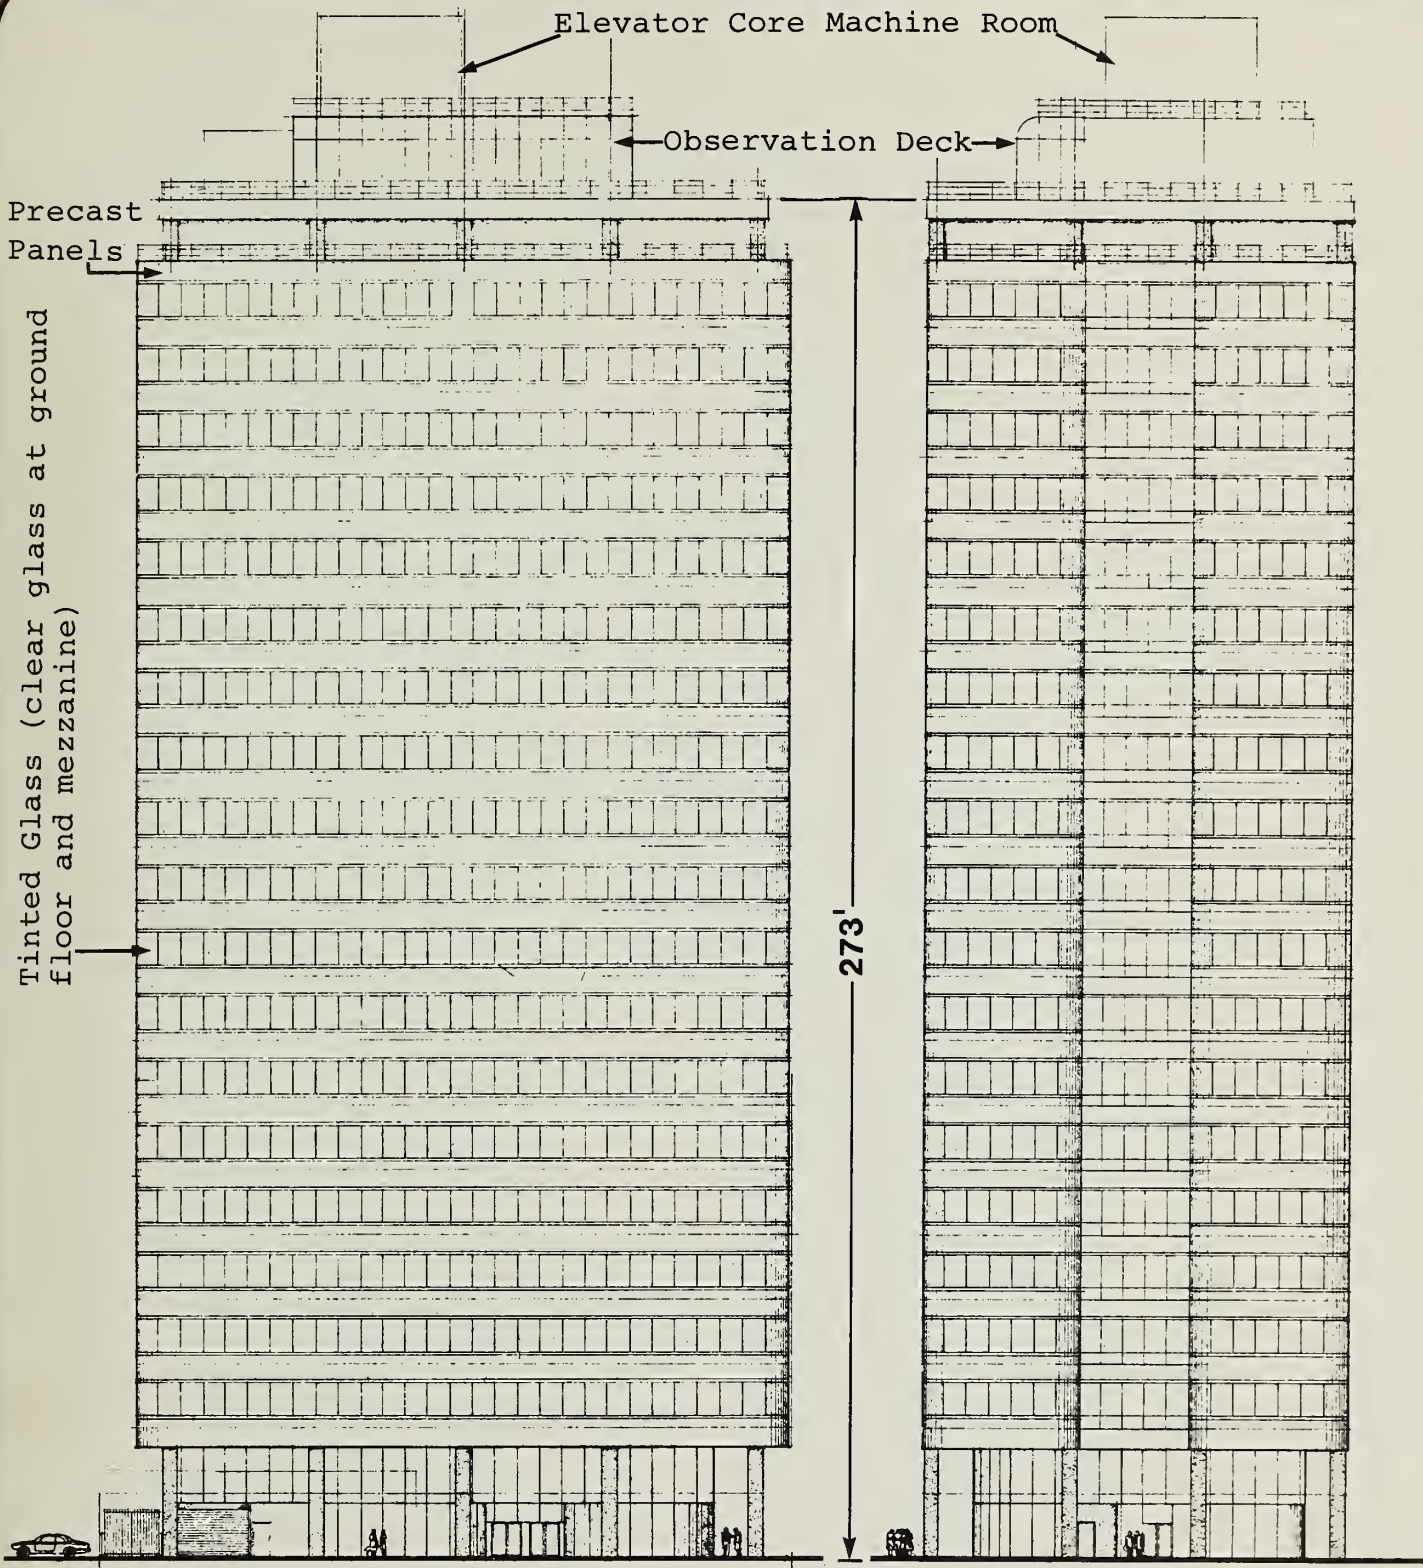 Elevator Core Machine Room
Observation Deck
Precast
Panels
Tinted Glass (clear glass at ground
floor and mezzanine)
273'